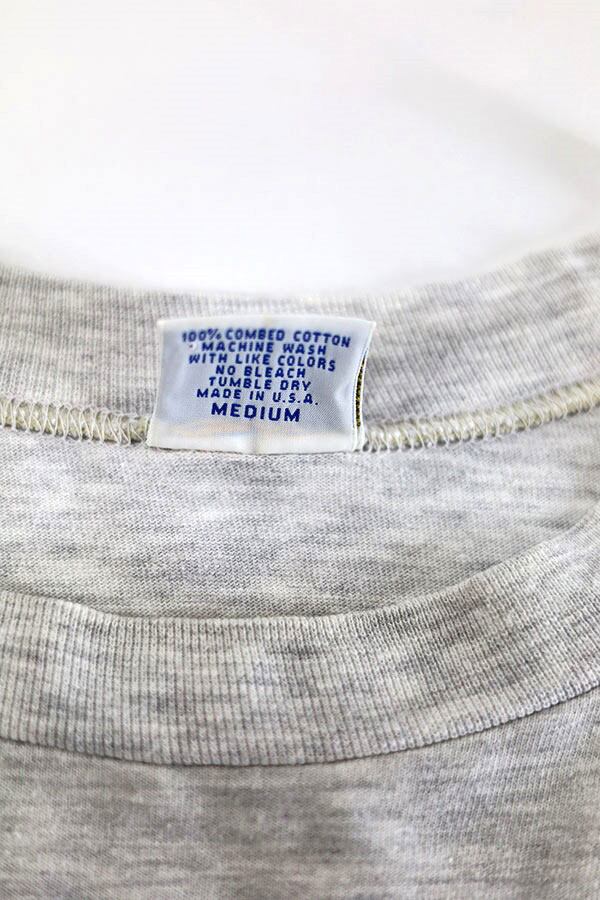 100% COMBED COTTON
MACHINE WASH
WITH LIKE COLORS
NO BLEACH
TUMBLE DRY
MADE IN U.S.A.
MEDIUM